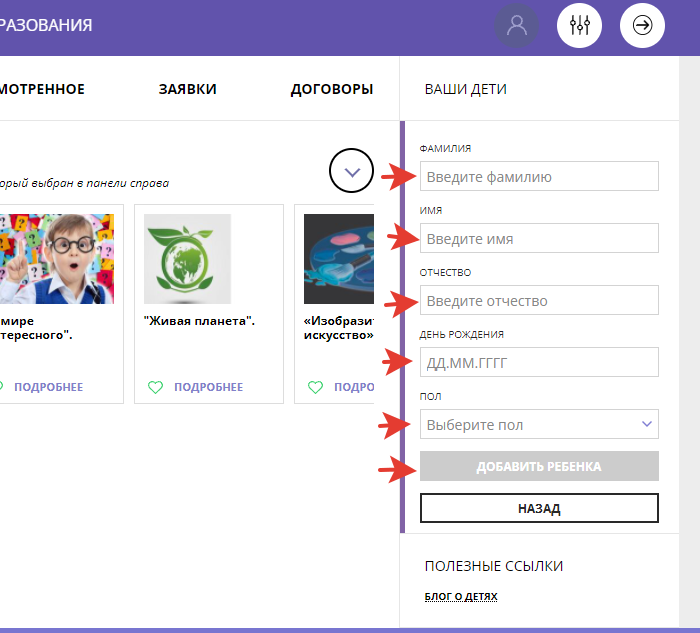 РАЗОВАНИЯ
МОТРЕННОЕ
ЗАЯВКИ
ДОГОВОРЫ
орый выбран в панели справа
мире
тересного".
ПОДРОБНЕЕ
"Живая планета".
ПОДРОБНЕЕ
«Изобразит
искусство»
ПОДРО
ВАШИ ДЕТИ
ФАМИЛИЯ
Введите фамилию
ИМЯ
Введите имя
ОТЧЕСТВО
Введите отчество
ДЕНЬ РОЖДЕНИЯ
ДД.ММ.ГГГГ
ПОЛ
Выберите пол
ДОБАВИТЬ РЕБЕНКА
НАЗАД
ПОЛЕЗНЫЕ ССЫЛКИ
БЛОГ О ДЕТЯХ